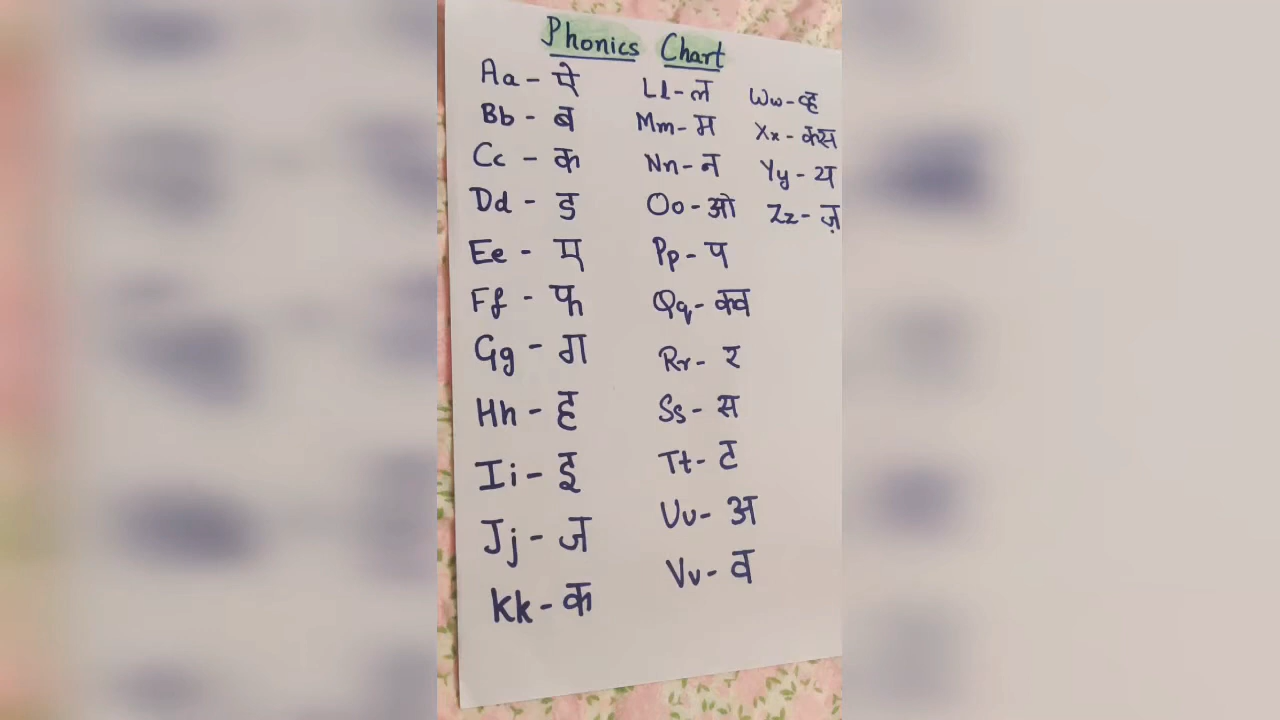 Phonics Chart
Aa - ऐ
Bb - ब
Cc - क
Dd - ड
Ee - ए
Ff - फ
Gg - ग
Hh - ह
Ii - इ
Jj - ज
Kk - क
Ll - ल
Mm - म
Nn - न
Oo - ओ
Pp - प
Qq - क्व
Rr - र
Ss - स
Tt - ट
Uu - अ
Vv - व
Ww - व्ह
Xx - क्स
Yy - य
Zz - ज़